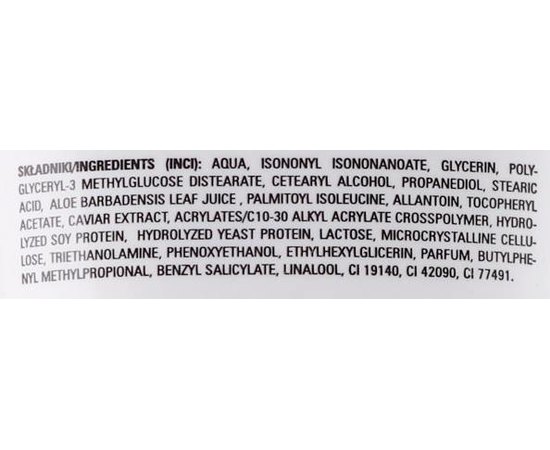 SKŁADNIKI/INGREDIENTS (INCI): AQUA, ISONONYL ISONONANOATE, GLYCERIN, POLY-
GLYCERYL-3 METHYLGLUCOSE DISTEARATE, CETEARYL ALCOHOL, PROPANEDIOL, STEARIC
ACID, ALOE BARBADENSIS LEAF JUICE , PALMITOYL ISOLEUCINE, ALLANTOIN, TOCOPHERYL
ACETATE, CAVIAR EXTRACT, ACRYLATES/C10-30 ALKYL ACRYLATE CROSSPOLYMER, HYDRO-
LYZED SOY PROTEIN, HYDROLYZED YEAST PROTEIN, LACTOSE, MICROCRYSTALLINE CELLU-
LOSE, TRIETHANOLAMINE, PHENOXYETHANOL, ETHYLHEXYLGLICERIN, PARFUM, BUTYLPHE-
NYL METHYLPROPIONAL, BENZYL SALICYLATE, LINALOOL, CI 19140, CI 42090, CI 77491.